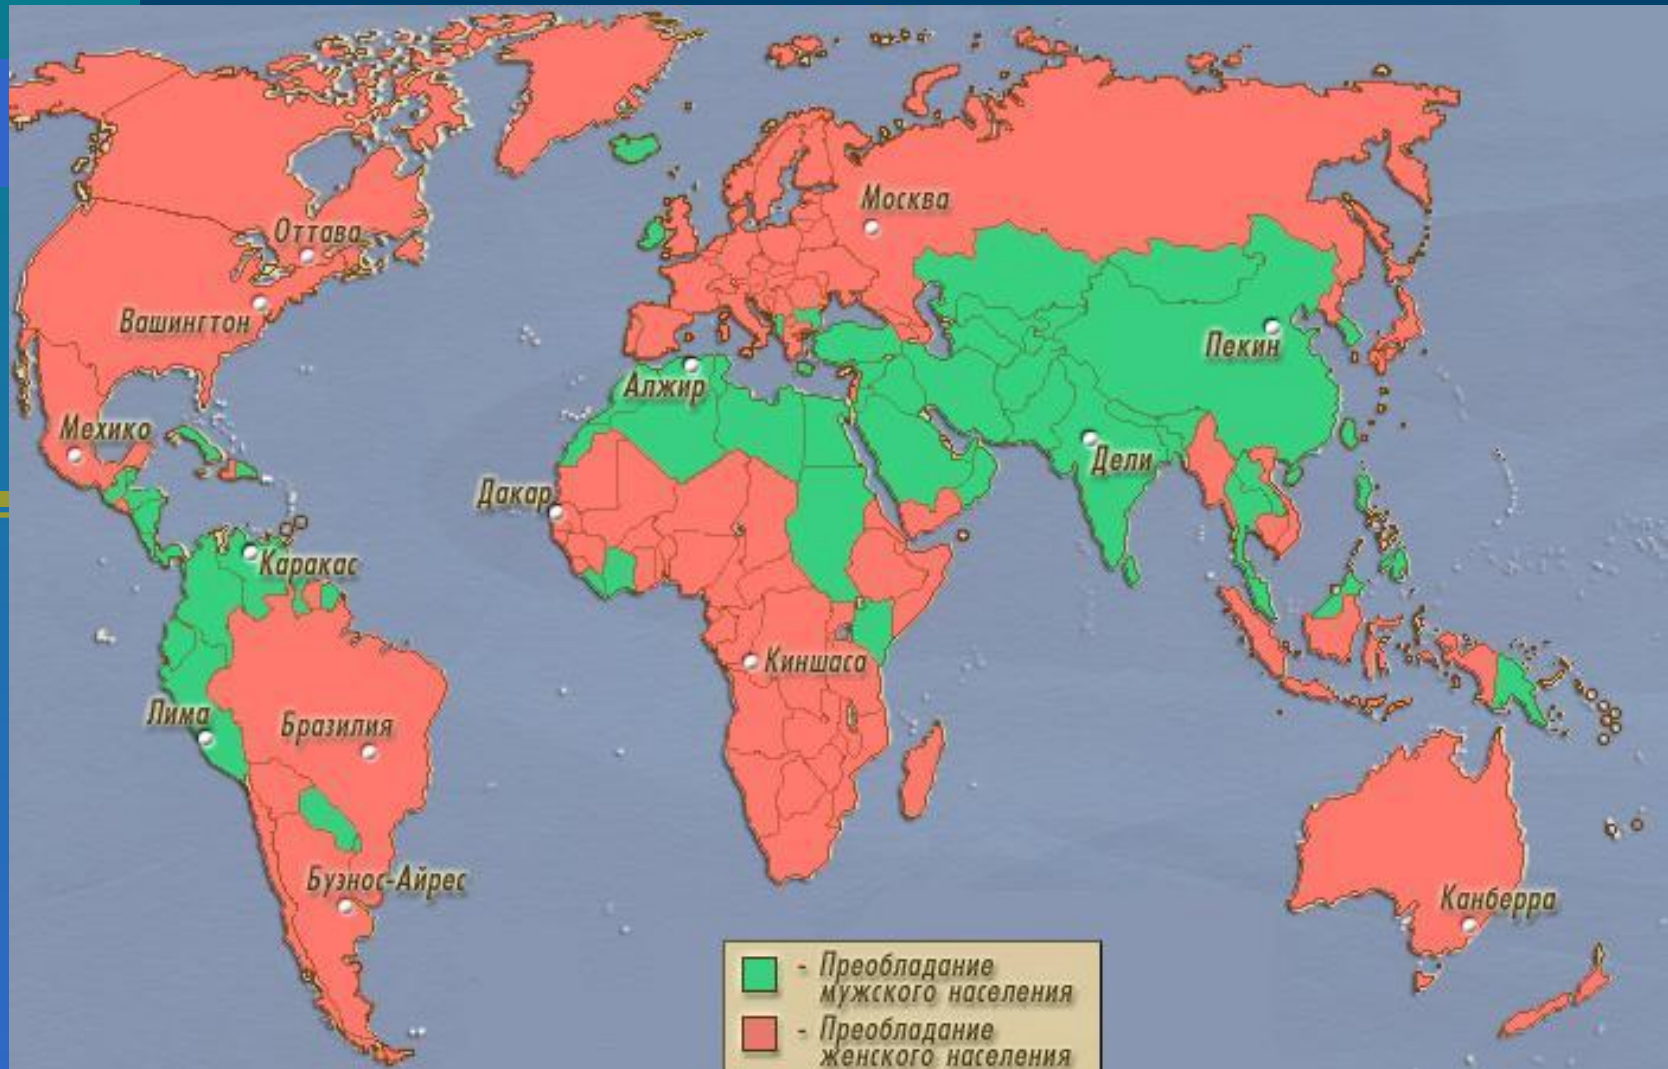 Москва
Оттава
Вашингтон
Пекин
Алжир
Мехико
Дели
Дакар
Каракас
Киншаса
Лима
Бразилия
Буэнос-Айрес
Канберра
- Преобладание
мужского населения
- Преобладание
женского населения